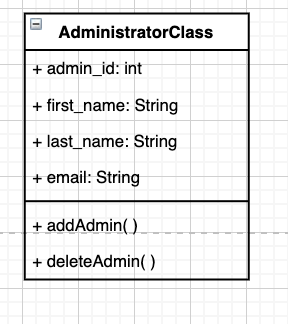 AdministratorClass
+ admin_id: int
+ first_name: String
+ last_name: String
+ email: String
+ addAdmin( )
+ deleteAdmin( )